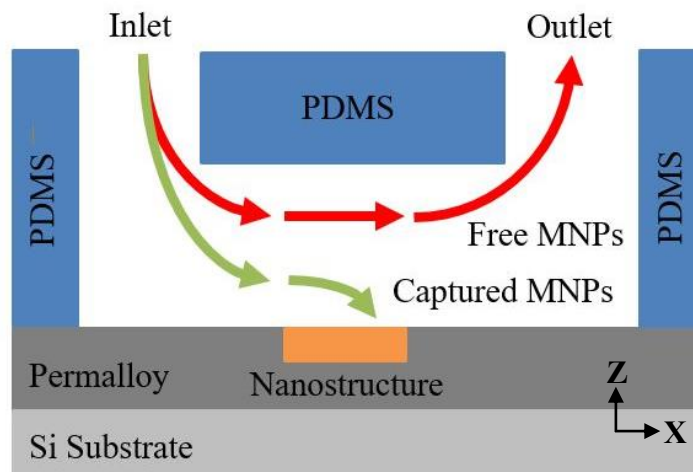 Inlet
Outlet
PDMS
PDMS
PDMS
Free MNPs
Captured MNPs
Permalloy
Nanostructure
Z
X
Si Substrate